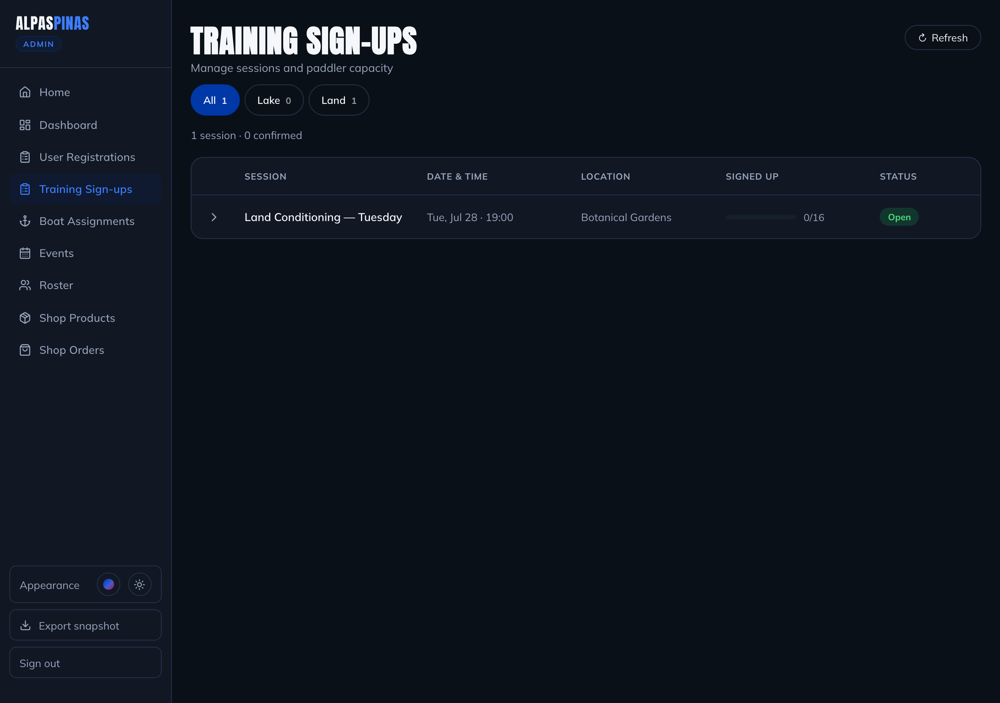 ALPASPINAS
ADMIN
Home
Dashboard
User Registrations
Training Sign-ups
Boat Assignments
Events
Roster
Shop Products
Shop Orders
Appearance
Export snapshot
Sign out
TRAINING SIGN-UPS
Refresh
Manage sessions and paddler capacity
All 1 Lake 0 Land 1
1 session · 0 confirmed
SESSION DATE & TIME LOCATION SIGNED UP STATUS
Land Conditioning — Tuesday Tue, Jul 28 · 19:00 Botanical Gardens 0/16 Open